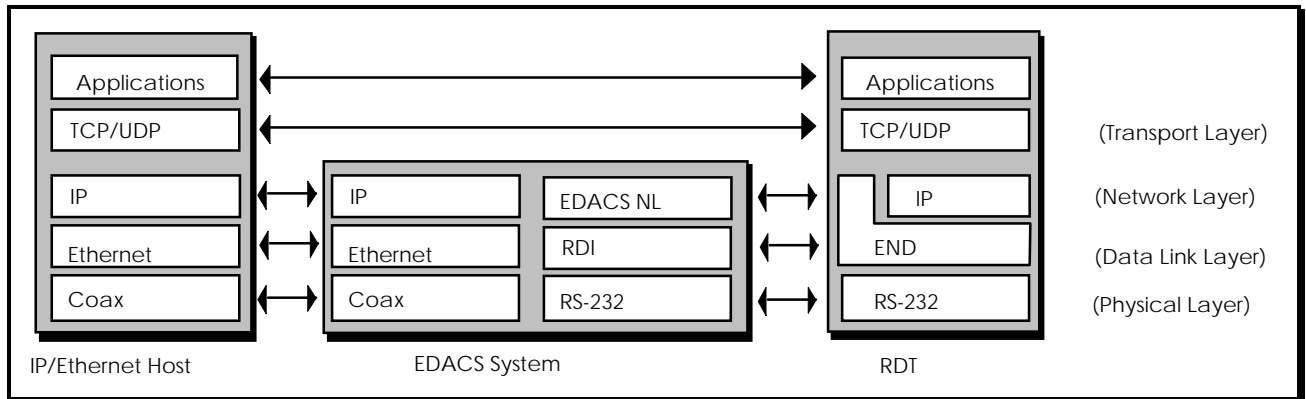 Applications Applications
TCP/UDP TCP/UDP (Transport Layer)
IP IP EDACS NL IP (Network Layer)
Ethernet Ethernet RDI END (Data Link Layer)
Coax Coax RS-232 RS-232 (Physical Layer)
IP/Ethernet Host EDACS System RDT